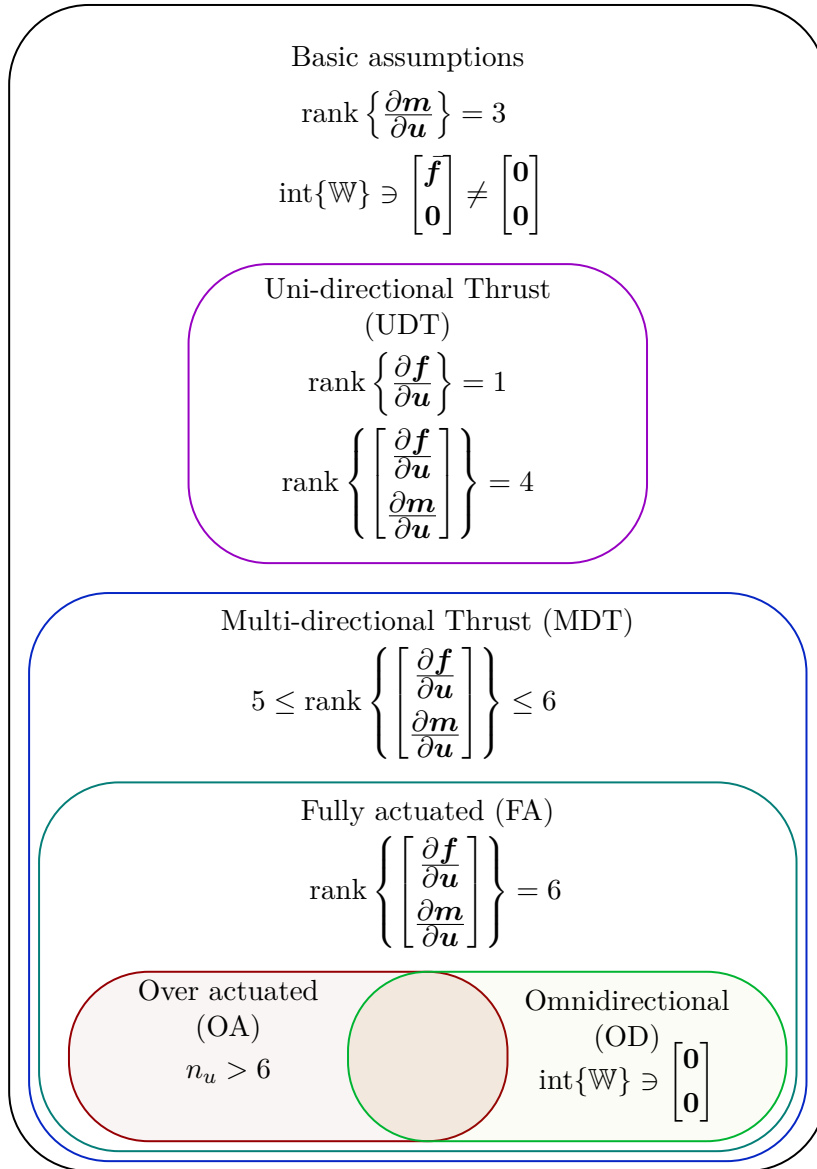 Basic assumptions
rank { ∂m/∂u } = 3
int{𝕎} ∋ [f̄ 0] ≠ [0 0]
Uni-directional Thrust
(UDT)
rank { ∂f/∂u } = 1
rank { [ ∂f/∂u ∂m/∂u ] } = 4
Multi-directional Thrust (MDT)
5 ≤ rank { [ ∂f/∂u ∂m/∂u ] } ≤ 6
Fully actuated (FA)
rank { [ ∂f/∂u ∂m/∂u ] } = 6
Over actuated
(OA)
n_u > 6
Omnidirectional
(OD)
int{𝕎} ∋ [0 0]